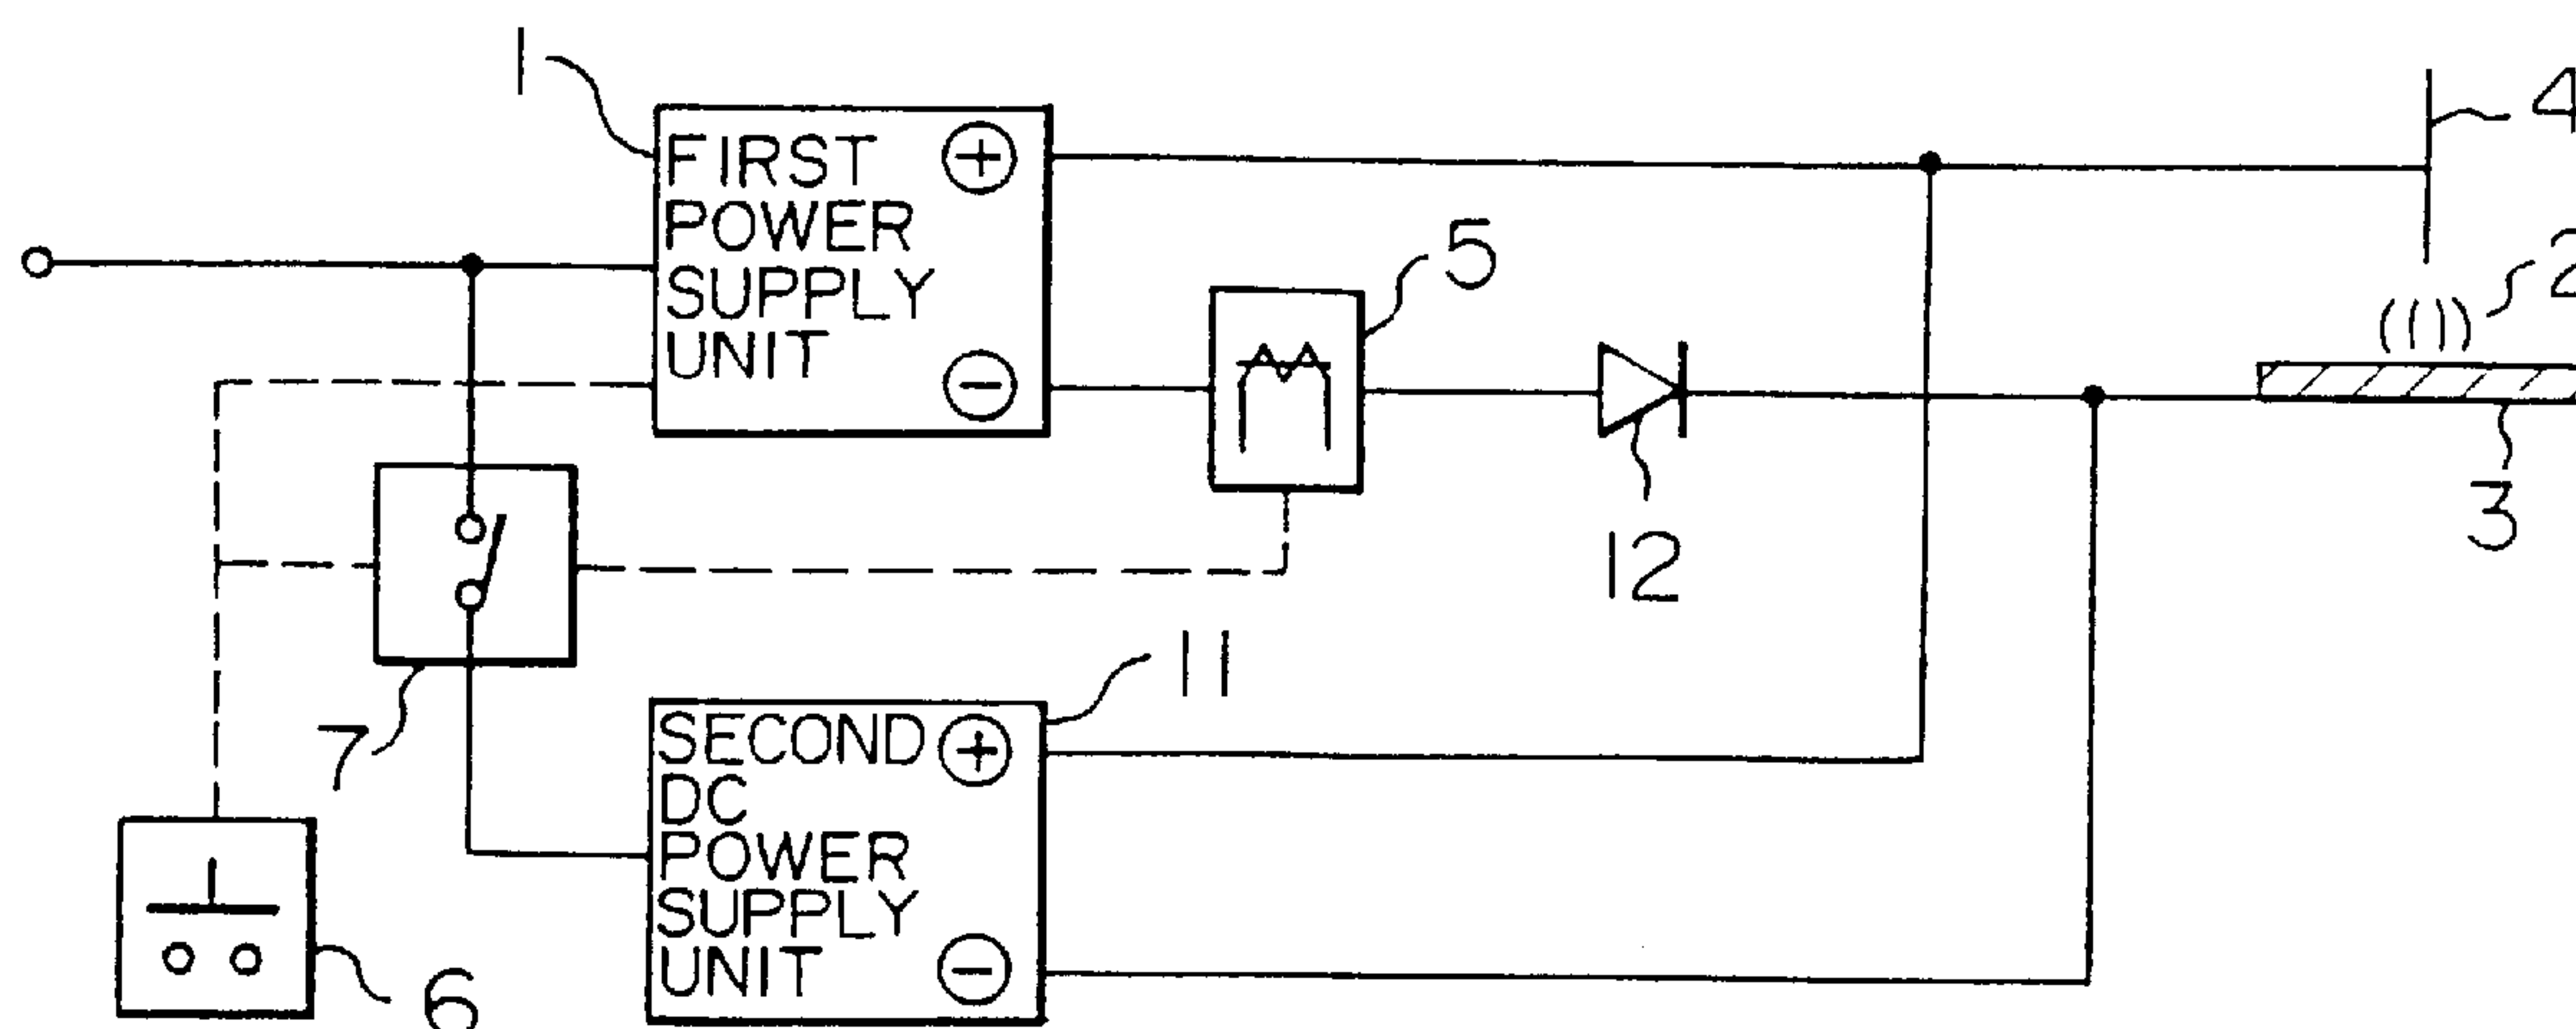 1
FIRST
POWER
SUPPLY
UNIT
+
−
4
2
5
3
12
7
11
SECOND
DC
POWER
SUPPLY
UNIT
+
−
6